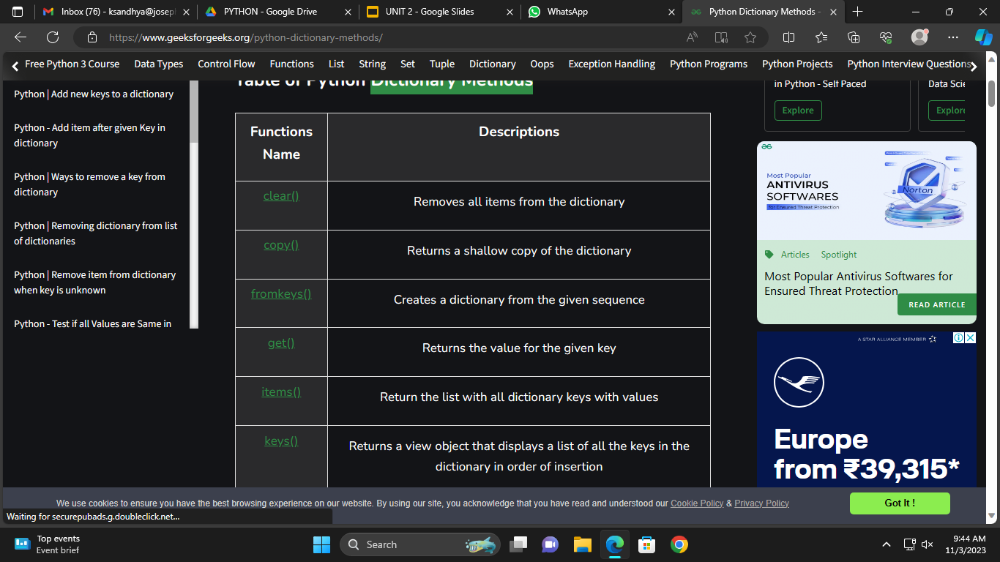 Inbox (76) - ksandhya@josep
PYTHON - Google Drive
UNIT 2 - Google Slides
WhatsApp
Python Dictionary Methods -
https://www.geeksforgeeks.org/python-dictionary-methods/
Free Python 3 Course Data Types Control Flow Functions List String Set Tuple Dictionary Oops Exception Handling Python Programs Python Projects Python Interview Questions
Python | Add new keys to a dictionary
Python - Add item after given Key in
dictionary
Python | Ways to remove a key from
dictionary
Python | Removing dictionary from list
of dictionaries
Python | Remove item from dictionary
when key is unknown
Python - Test if all Values are Same in
Table of Python Dictionary Methods
Functions
Name
Descriptions
clear()
Removes all items from the dictionary
copy()
Returns a shallow copy of the dictionary
fromkeys()
Creates a dictionary from the given sequence
get()
Returns the value for the given key
items()
Return the list with all dictionary keys with values
keys()
Returns a view object that displays a list of all the keys in the
dictionary in order of insertion
in Python - Self Paced
Explore
Data Scie
Explore
Most Popular
ANTIVIRUS
SOFTWARES
for Ensured Threat Protection
Norton
Articles Spotlight
Most Popular Antivirus Softwares for
Ensured Threat Protection
READ ARTICLE
A STAR ALLIANCE MEMBER
Europe
from ₹39,315*
We use cookies to ensure you have the best browsing experience on our website. By using our site, you acknowledge that you have read and understood our Cookie Policy & Privacy Policy
Got It !
Waiting for securepubads.g.doubleclick.net...
Top events
Event brief
Search
9:44 AM
11/3/2023